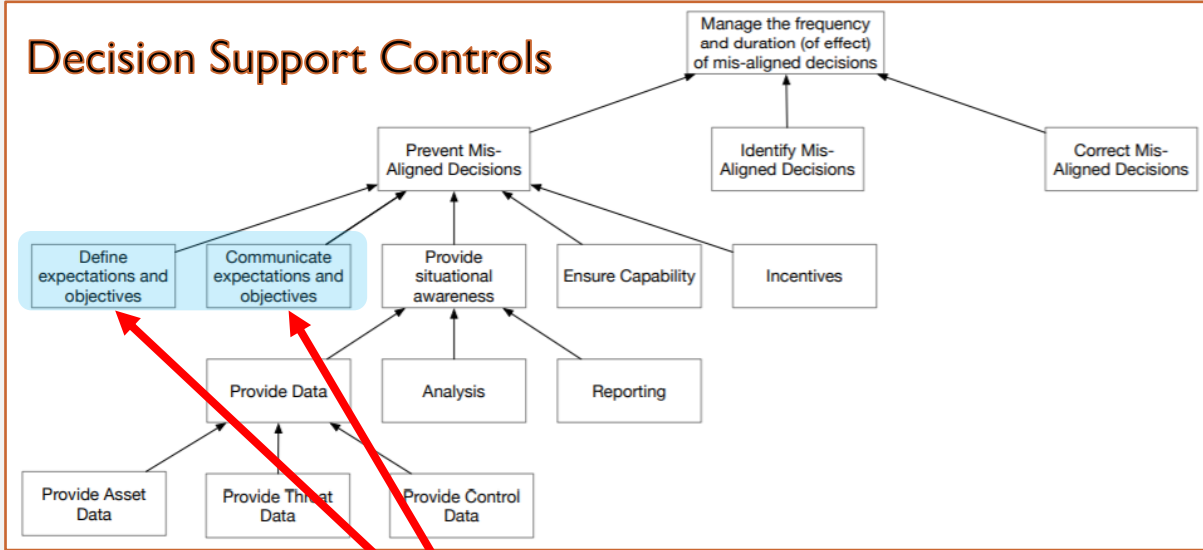 Decision Support Controls
Manage the frequency
and duration (of effect)
of mis-aligned decisions
Prevent Mis-
Aligned Decisions
Identify Mis-
Aligned Decisions
Correct Mis-
Aligned Decisions
Define
expectations and
objectives
Communicate
expectations and
objectives
Provide
situational
awareness
Ensure Capability
Incentives
Provide Data
Analysis
Reporting
Provide Asset
Data
Provide Threat
Data
Provide Control
Data